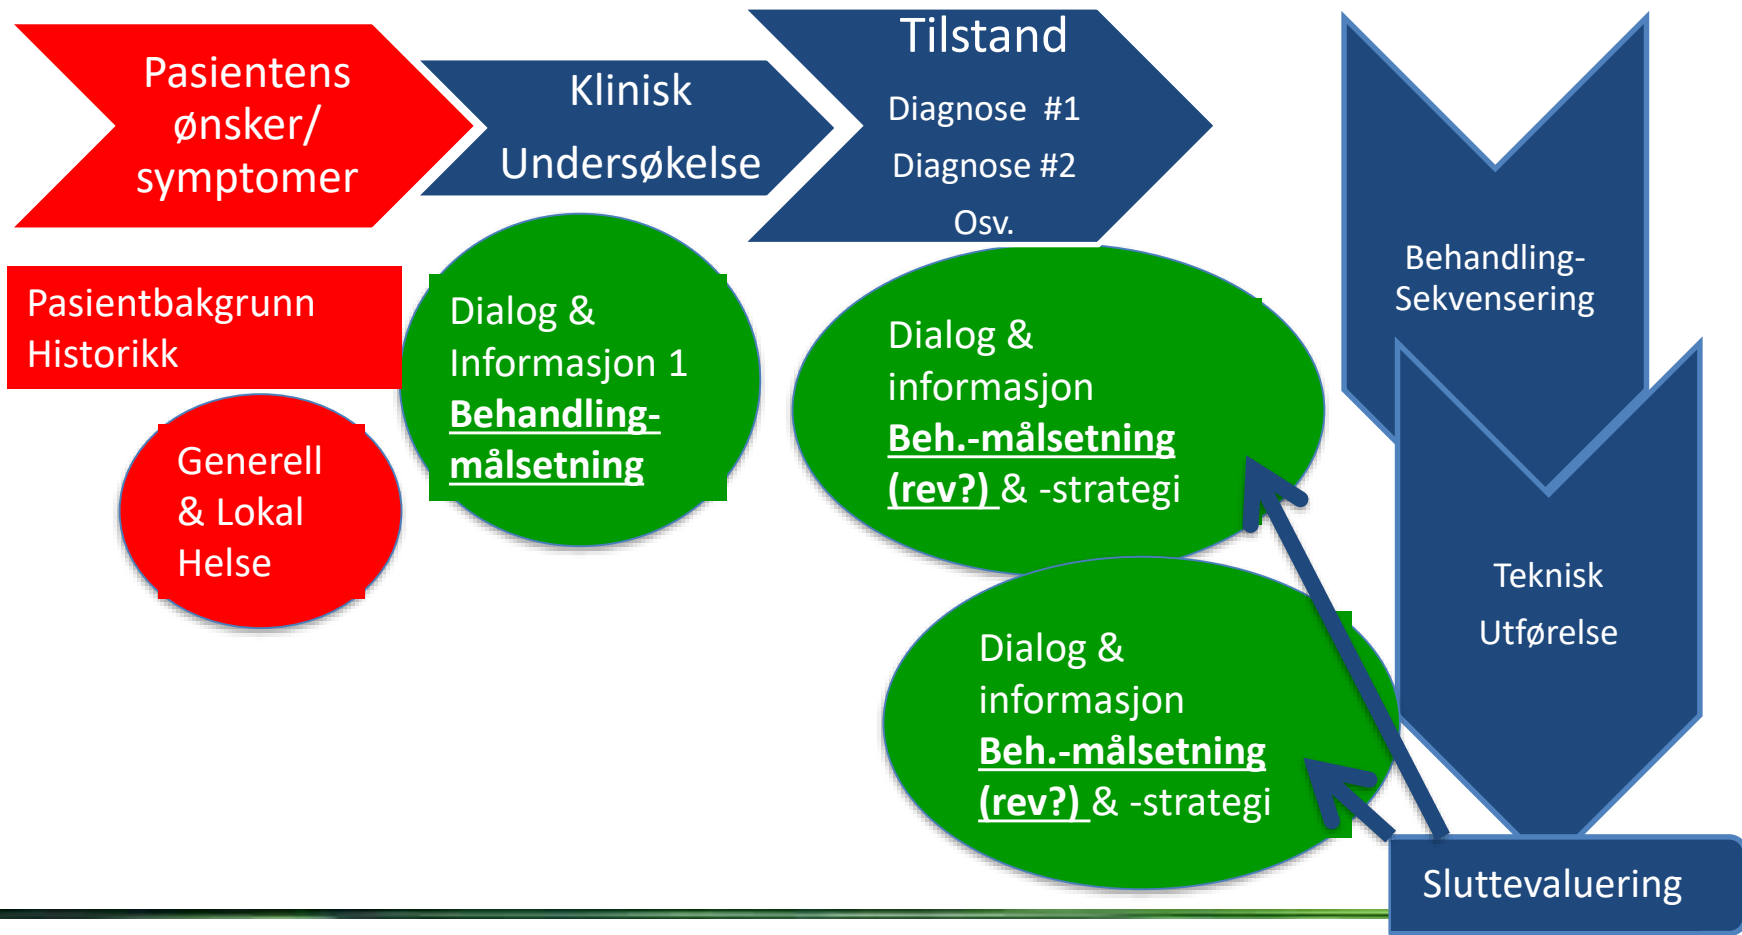 Pasientens
ønsker/
symptomer
Klinisk
Undersøkelse
Tilstand
Diagnose #1
Diagnose #2
Osv.
Pasientbakgrunn
Historikk
Generell
& Lokal
Helse
Dialog &
Informasjon 1
Behandling-
målsetning
Dialog &
informasjon
Beh.-målsetning
(rev?) & -strategi
Dialog &
informasjon
Beh.-målsetning
(rev?) & -strategi
Behandling-
Sekvensering
Teknisk
Utførelse
Sluttevaluering